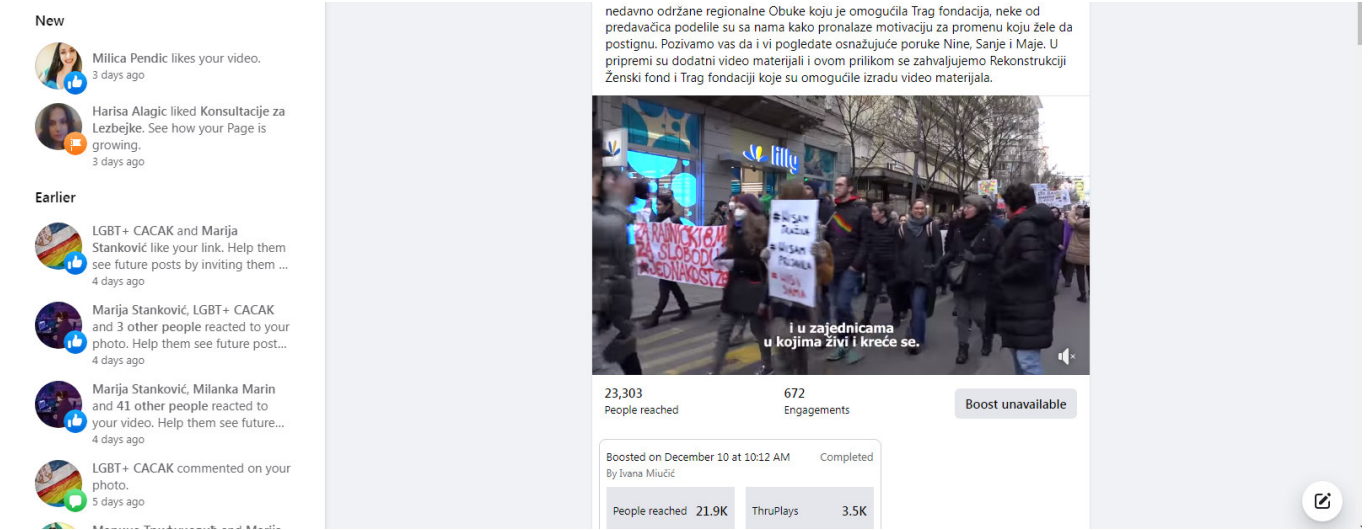 New
Milica Pendic likes your video.
3 days ago
Harisa Alagic liked Konsultacije za
Lezbejke. See how your Page is
growing.
3 days ago
Earlier
LGBT+ CACAK and Marija
Stanković like your link. Help them
see future posts by inviting them ...
4 days ago
Marija Stanković, LGBT+ CACAK
and 3 other people reacted to your
photo. Help them see future post...
4 days ago
Marija Stanković, Milanka Marin
and 41 other people reacted to
your video. Help them see future...
4 days ago
LGBT+ CACAK commented on your
photo.
5 days ago
nedavno održane regionalne Obuke koju je omogućila Trag fondacija, neke od
predavačica podelile su sa nama kako pronalaze motivaciju za promenu koju žele da
postignu. Pozivamo vas da i vi pogledate osnažujuće poruke Nine, Sanje i Maje. U
pripremi su dodatni video materijali i ovom prilikom se zahvaljujemo Rekonstrukciji
Ženski fond i Trag fondaciji koje su omogućile izradu video materijala.
lilly
ZA RADNIČKI
ZA SLOBODU
JEDNAKOST
# NISAM
TRAŽILA
# NISAM
PRIJAVILA
# NISI
SAMA
i u zajednicama
u kojima živi i kreće se.
23,303
People reached
672
Engagements
Boost unavailable
Boosted on December 10 at 10:12 AM
Completed
By Ivana Miučić
People reached 21.9K
ThruPlays 3.5K